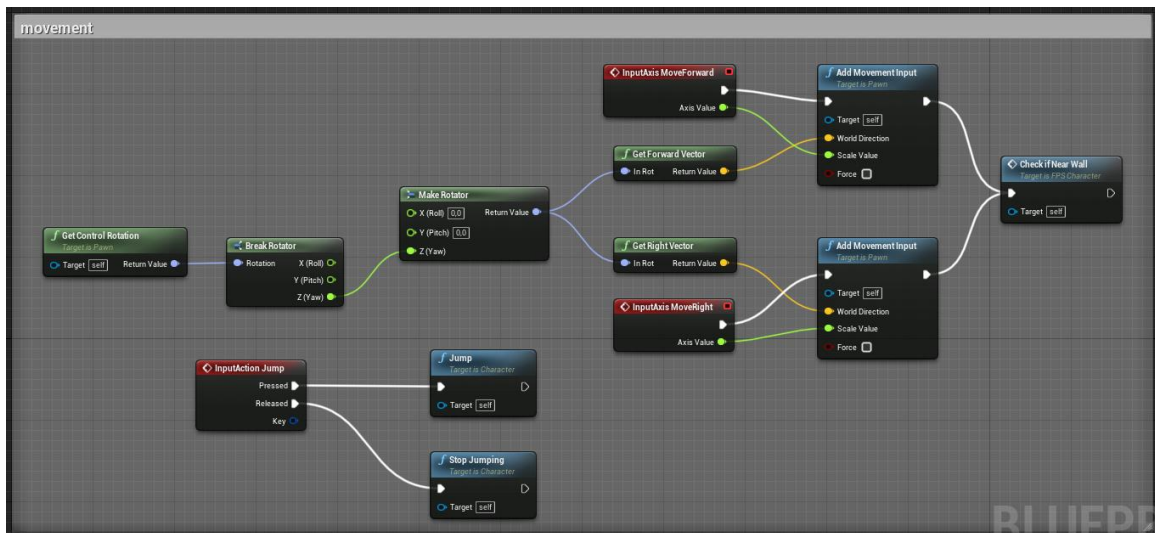 movement
InputAxis MoveForward
Axis Value
Add Movement Input
Target is Pawn
Target self
World Direction
Scale Value
Force
Get Forward Vector
In Rot Return Value
Check if Near Wall
Target is FPS Character
Target self
Make Rotator
X (Roll) 0,0 Return Value
Y (Pitch) 0,0
Z (Yaw)
Get Control Rotation
Target is Pawn
Target self Return Value
Break Rotator
Rotation X (Roll)
Y (Pitch)
Z (Yaw)
Get Right Vector
In Rot Return Value
Add Movement Input
Target is Pawn
Target self
World Direction
Scale Value
Force
InputAxis MoveRight
Axis Value
InputAction Jump
Pressed
Released
Key
Jump
Target is Character
Target self
Stop Jumping
Target is Character
Target self